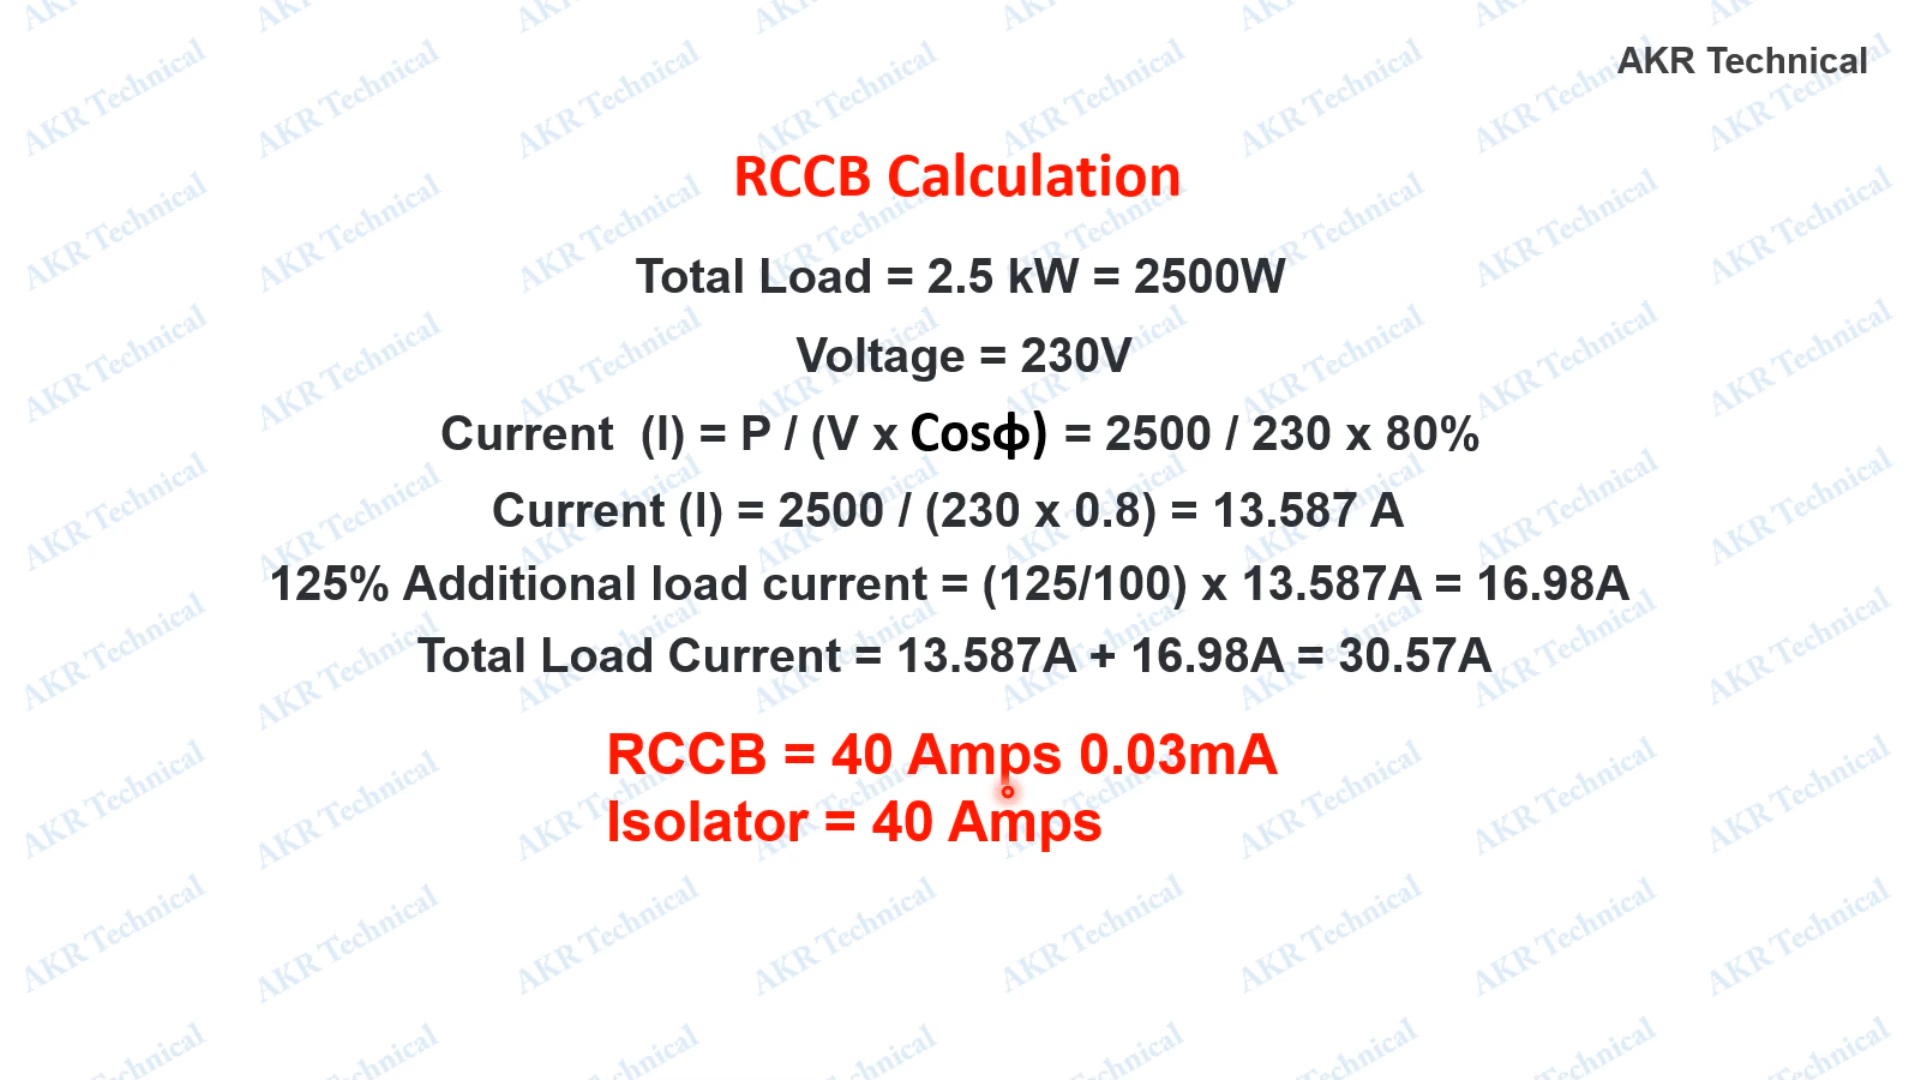 AKR Technical
RCCB Calculation
Total Load = 2.5 kW = 2500W
Voltage = 230V
Current (I) = P / (V x Cosϕ) = 2500 / 230 x 80%
Current (I) = 2500 / (230 x 0.8) = 13.587 A
125% Additional load current = (125/100) x 13.587A = 16.98A
Total Load Current = 13.587A + 16.98A = 30.57A
RCCB = 40 Amps 0.03mA
Isolator = 40 Amps